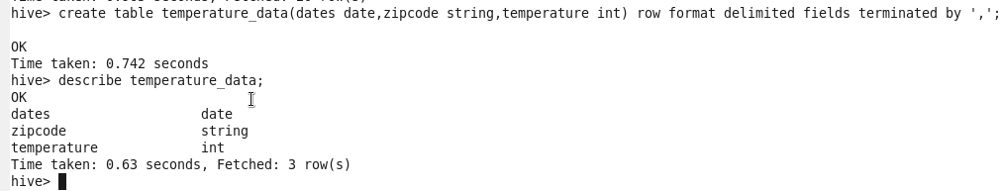 hive> create table temperature_data(dates date,zipcode string,temperature int) row format delimited fields terminated by ',';
OK
Time taken: 0.742 seconds
hive> describe temperature_data;
OK
dates date
zipcode string
temperature int
Time taken: 0.63 seconds, Fetched: 3 row(s)
hive>